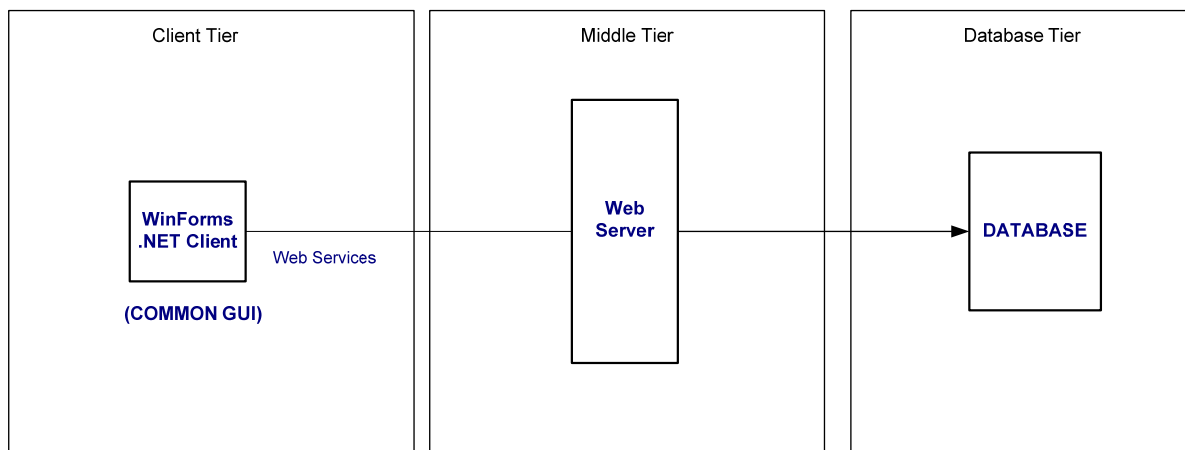 Client Tier
Middle Tier
Database Tier
WinForms
.NET Client
Web Services
(COMMON GUI)
Web
Server
DATABASE